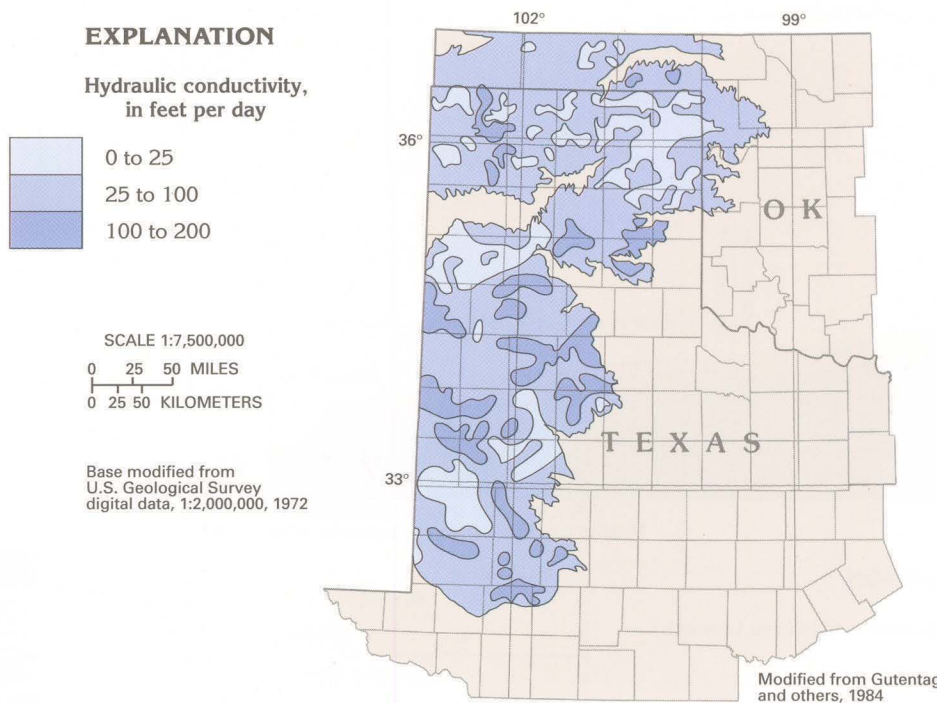 EXPLANATION
Hydraulic conductivity,
in feet per day
0 to 25
25 to 100
100 to 200
SCALE 1:7,500,000
0 25 50 MILES
0 25 50 KILOMETERS
Base modified from
U.S. Geological Survey
digital data, 1:2,000,000, 1972
102°
99°
36°
OK
TEXAS
33°
Modified from Gutentag
and others, 1984